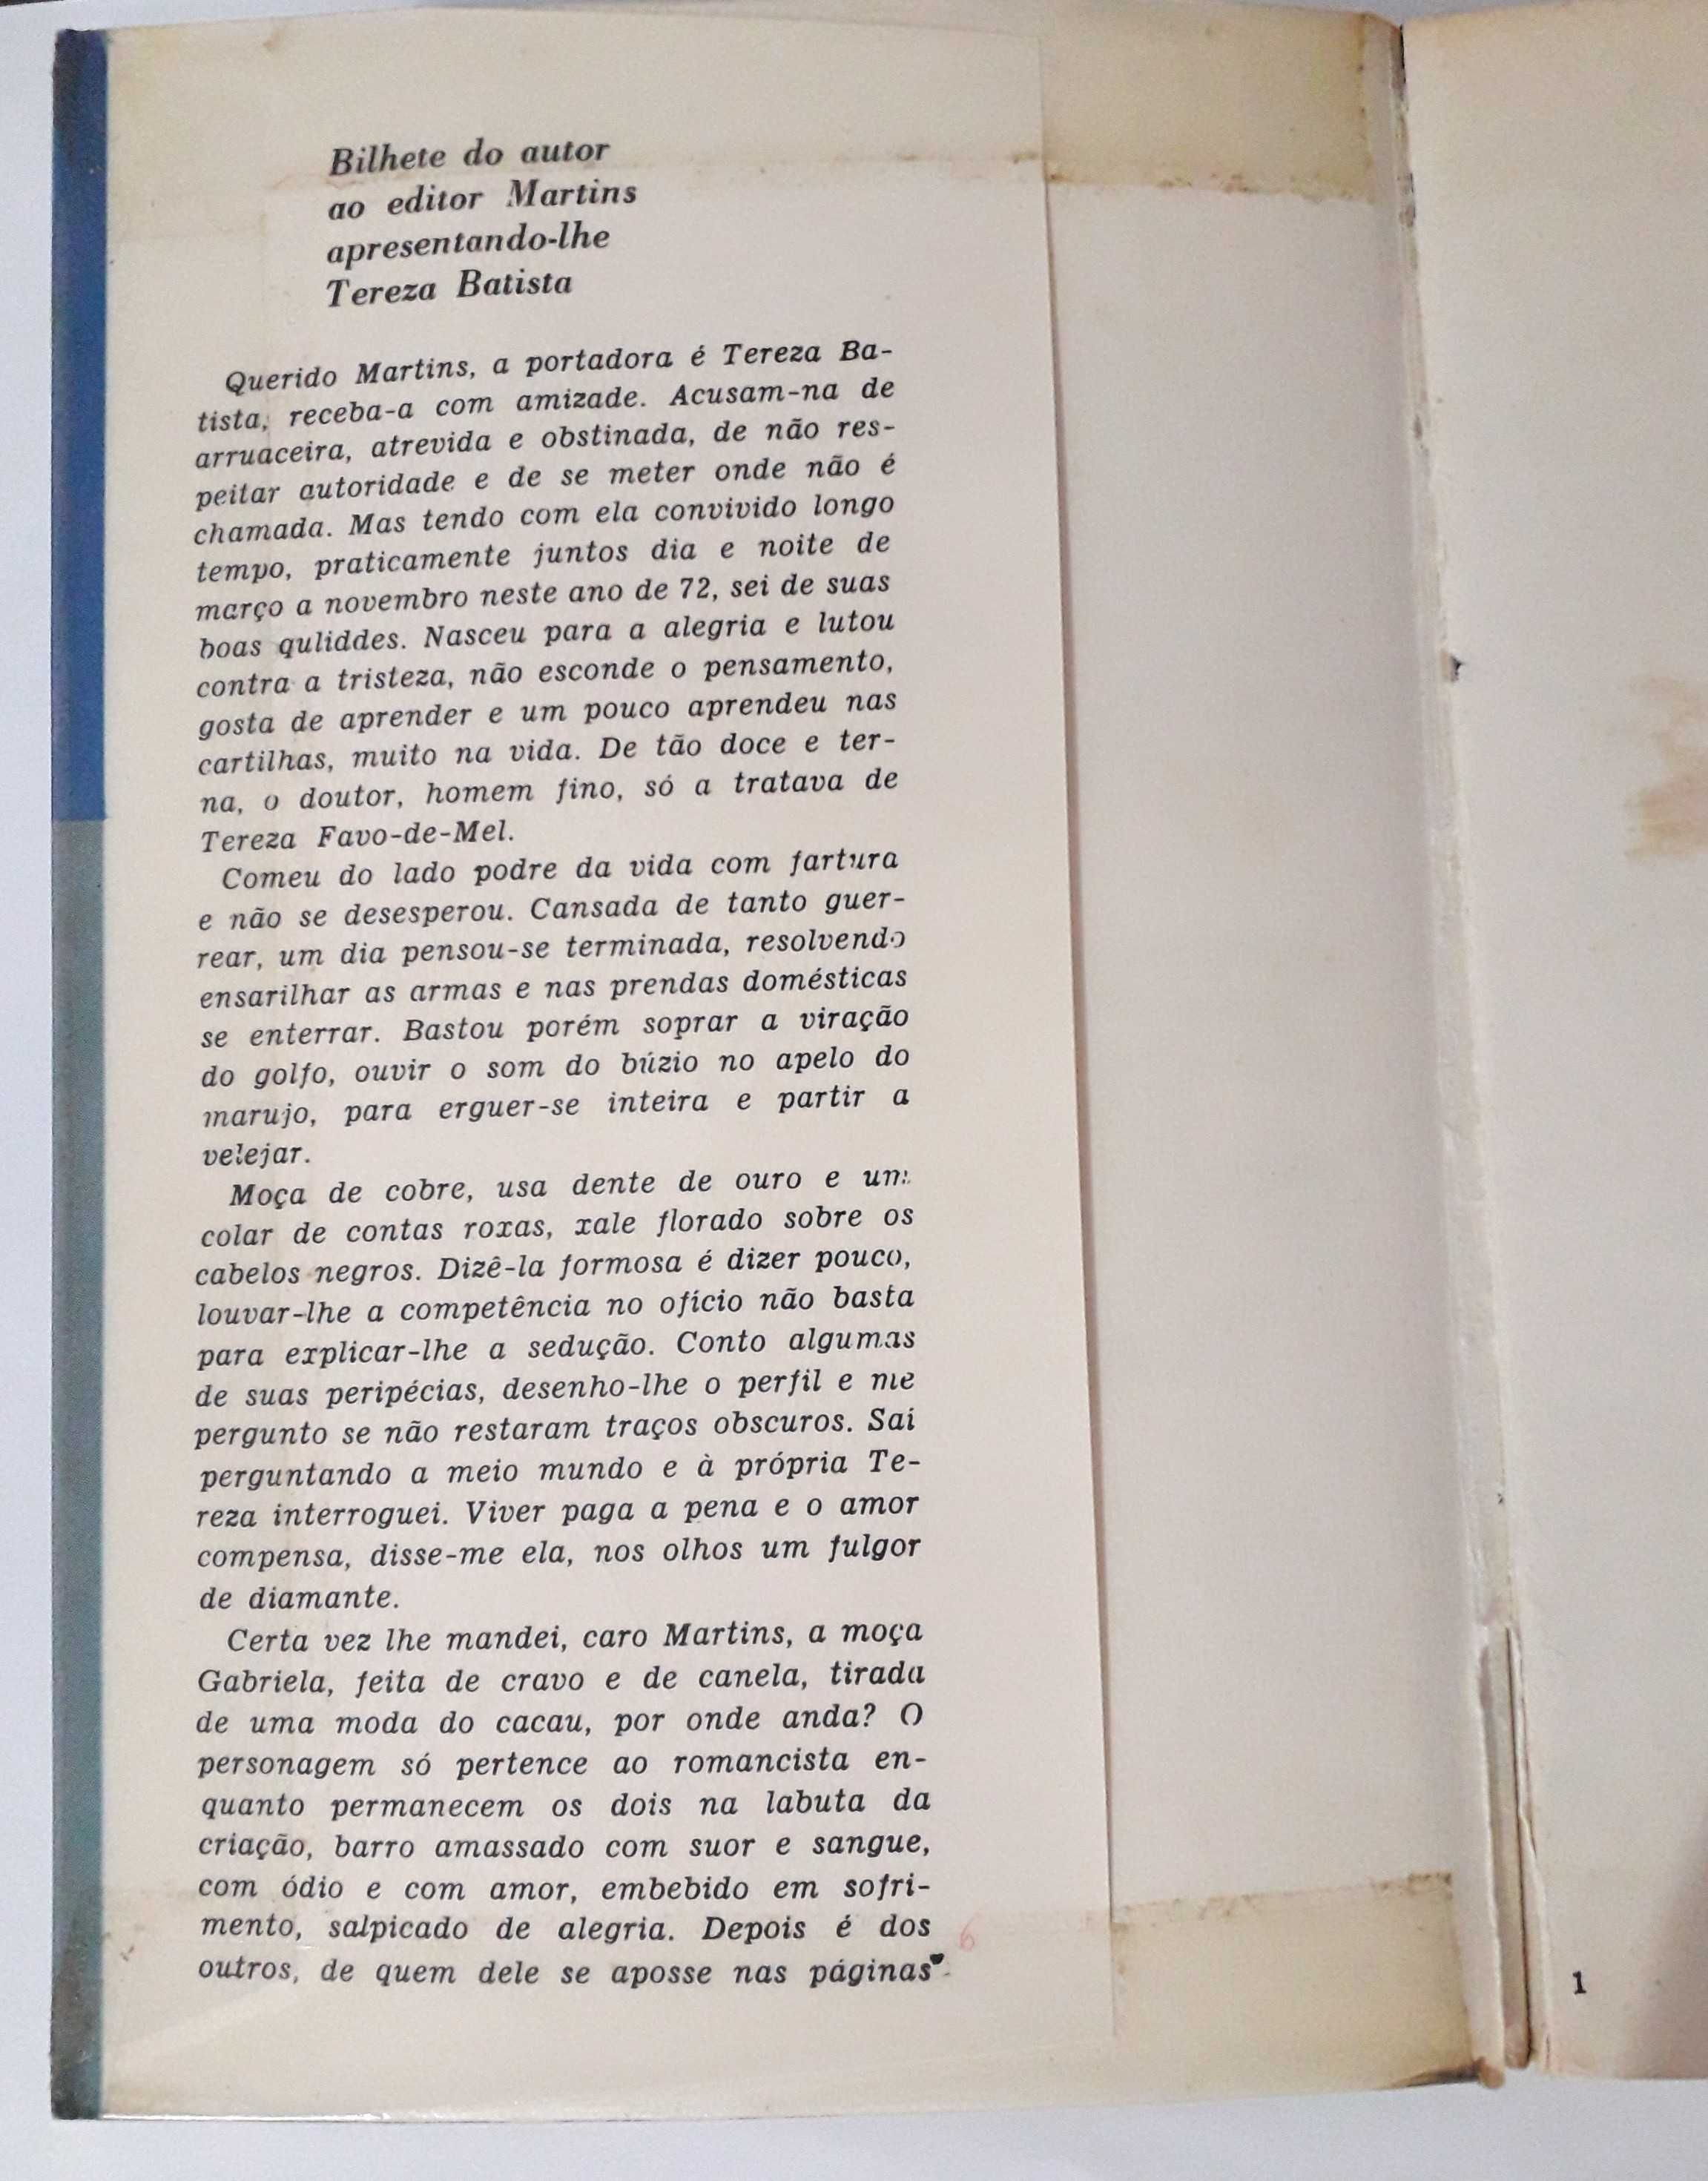 Bilhete do autor
ao editor Martins
apresentando-lhe
Tereza Batista
Querido Martins, a portadora é Tereza Ba-
tista, receba-a com amizade. Acusam-na de
arruaceira, atrevida e obstinada, de não res-
peitar autoridade e de se meter onde não é
chamada. Mas tendo com ela convivido longo
tempo, praticamente juntos dia e noite de
março a novembro neste ano de 72, sei de suas
boas quliddes. Nasceu para a alegria e lutou
contra a tristeza, não esconde o pensamento,
gosta de aprender e um pouco aprendeu nas
cartilhas, muito na vida. De tão doce e ter-
na, o doutor, homem fino, só a tratava de
Tereza Favo-de-Mel.
Comeu do lado podre da vida com fartura
e não se desesperou. Cansada de tanto guer-
rear, um dia pensou-se terminada, resolvendo
ensarilhar as armas e nas prendas domésticas
se enterrar. Bastou porém soprar a viração
do golfo, ouvir o som do búzio no apelo do
marujo, para erguer-se inteira e partir a
velejar.
Moça de cobre, usa dente de ouro e um
colar de contas roxas, xale florado sobre os
cabelos negros. Dizê-la formosa é dizer pouco,
louvar-lhe a competência no ofício não basta
para explicar-lhe a sedução. Conto algumas
de suas peripécias, desenho-lhe o perfil e me
pergunto se não restaram traços obscuros. Saí
perguntando a meio mundo e à própria Te-
reza interroguei. Viver paga a pena e o amor
compensa, disse-me ela, nos olhos um fulgor
de diamante.
Certa vez lhe mandei, caro Martins, a moça
Gabriela, feita de cravo e de canela, tirada
de uma moda do cacau, por onde anda? O
personagem só pertence ao romancista en-
quanto permanecem os dois na labuta da
criação, barro amassado com suor e sangue,
com ódio e com amor, embebido em sofri-
mento, salpicado de alegria. Depois é dos
outros, de quem dele se aposse nas páginas
6
1